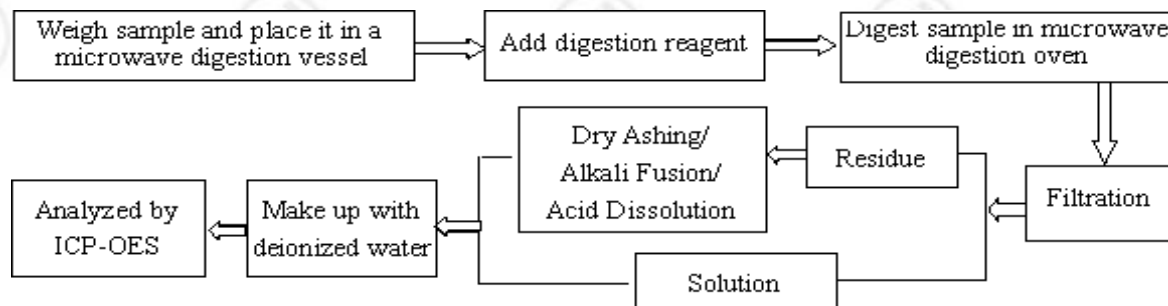 Weigh sample and place it in a
microwave digestion vessel
Add digestion reagent
Digest sample in microwave
digestion oven
Filtration
Residue
Solution
Dry Ashing/
Alkali Fusion/
Acid Dissolution
Make up with
deionized water
Analyzed by
ICP-OES